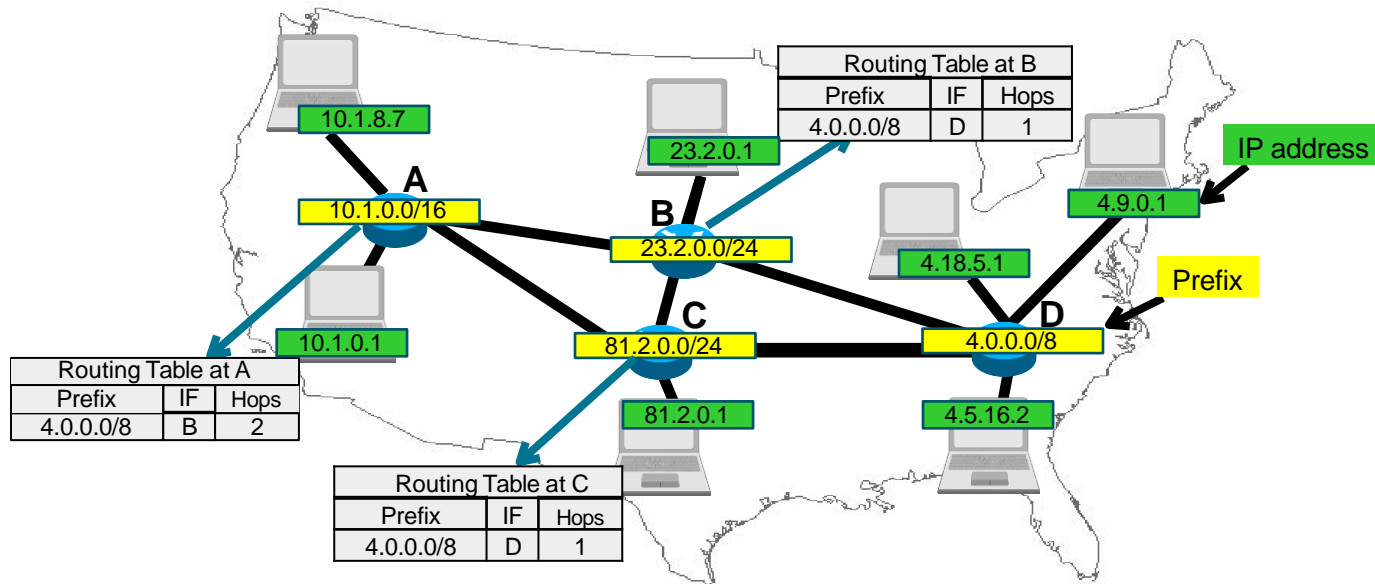 Routing Table at B
Prefix IF Hops
4.0.0.0/8 D 1
10.1.8.7
23.2.0.1
IP address
4.9.0.1
A
10.1.0.0/16
B
23.2.0.0/24
4.18.5.1
Prefix
C
81.2.0.0/24
D
4.0.0.0/8
10.1.0.1
Routing Table at A
Prefix IF Hops
4.0.0.0/8 B 2
81.2.0.1
4.5.16.2
Routing Table at C
Prefix IF Hops
4.0.0.0/8 D 1